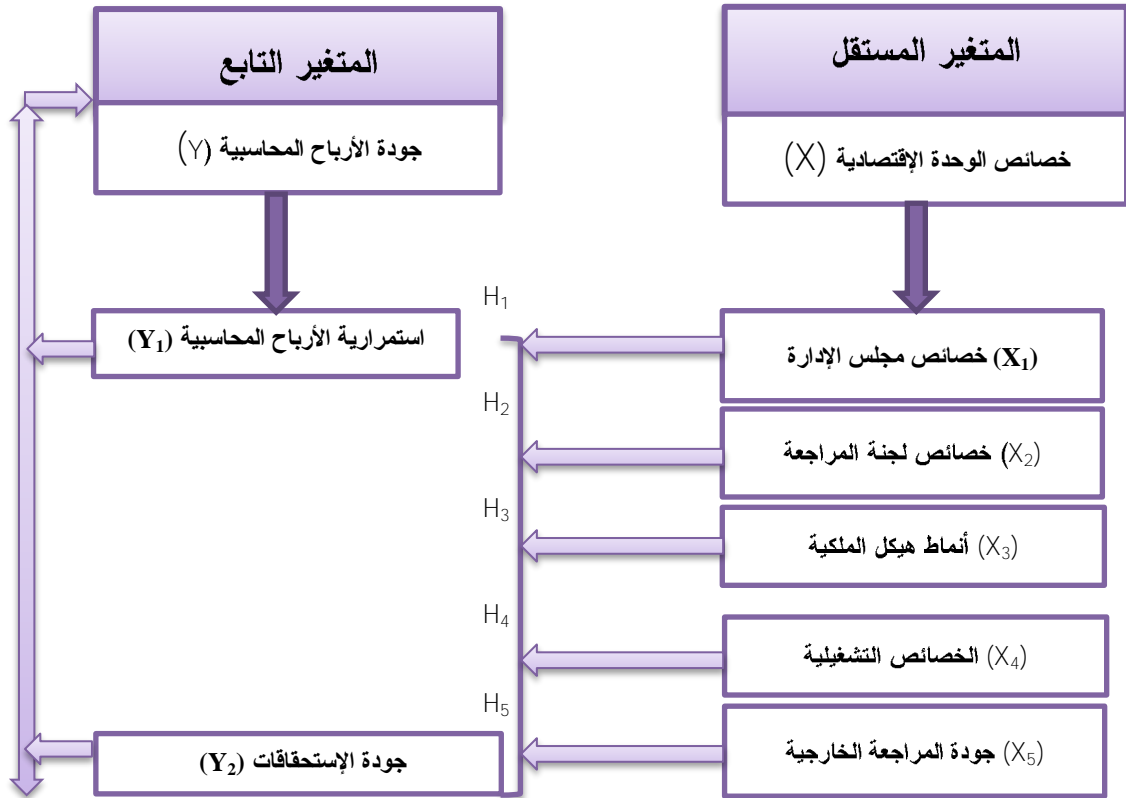 المتغير المستقل
خصائص الوحدة الإقتصادية (X)
المتغير التابع
جودة الأرباح المحاسبية (Y)
(X₁) خصائص مجلس الإدارة
(X₂) خصائص لجنة المراجعة
(X₃) أنماط هيكل الملكية
(X₄) الخصائص التشغيلية
(X₅) جودة المراجعة الخارجية
H₁
H₂
H₃
H₄
H₅
استمرارية الأرباح المحاسبية (Y₁)
جودة الإستحقاقات (Y₂)